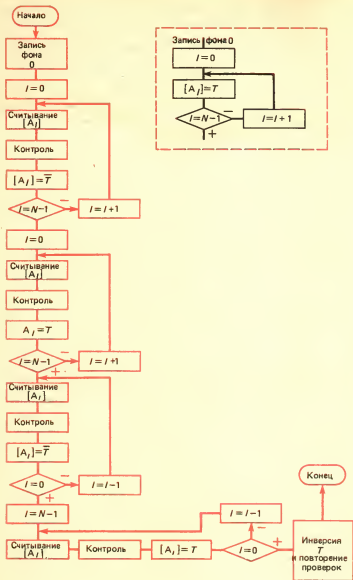 Начало
Запись
фона
0
I=0
Считывание
[A_I]
Контроль
[A_I]=T̅
I=N-1
−
I=I+1
I=0
Считывание
[A_I]
Контроль
A_I=T
I=N-1
−
I=I+1
+
Считывание
[A_I]
Контроль
[A_I]=T̅
I=0
−
I=I-1
+
I=N-1
Считывание
[A_I]
Контроль
[A_I]=T
I=0
−
I=I-1
+
Инверсия
T
и повторение
проверок
Конец
Запись фона 0
I=0
[A_I]=T
I=N-1
−
I=I+1
+